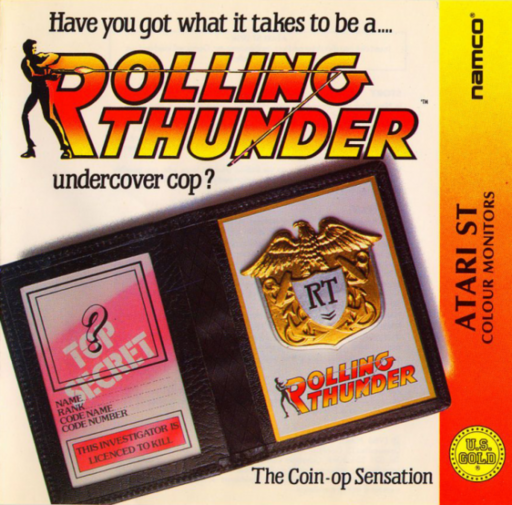 Have you got what it takes to be a....
ROLLING
THUNDER™
undercover cop?
namco®
ATARI ST
COLOUR MONITORS
?
TOP
SECRET
NAME
RANK
CODE NAME
CODE NUMBER
THIS INVESTIGATOR IS
LICENCED TO KILL
RT
ROLLING
THUNDER
The Coin-op Sensation
U.S.
GOLD
®